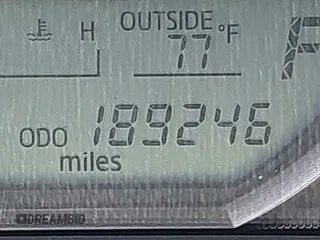 H
OUTSIDE
77 °F
P
ODO 189246
miles
DREAMBID